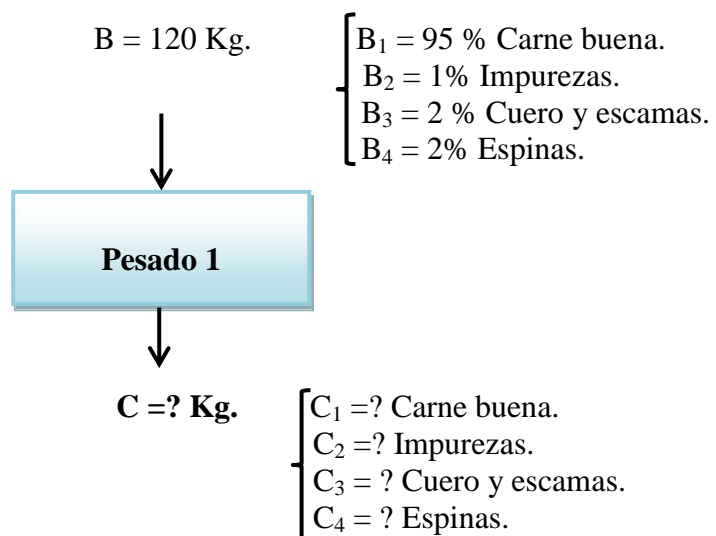 B = 120 Kg.
B₁ = 95 % Carne buena.
B₂ = 1% Impurezas.
B₃ = 2 % Cuero y escamas.
B₄ = 2% Espinas.
Pesado 1
C =? Kg.
C₁ =? Carne buena.
C₂ =? Impurezas.
C₃ = ? Cuero y escamas.
C₄ = ? Espinas.